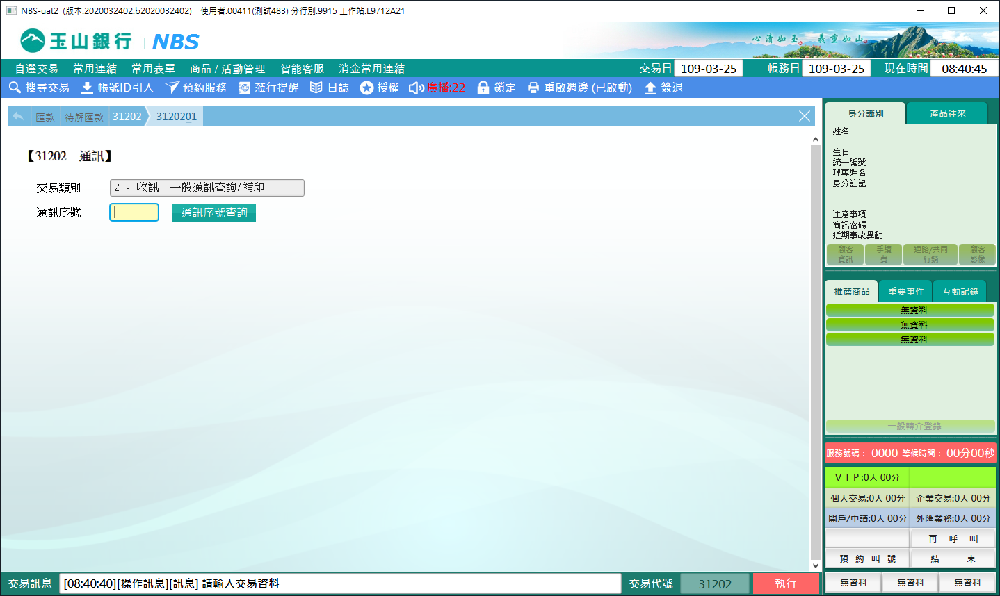 NBS-uat2 (版本:2020032402.b2020032402) 使用者:00411(測試483) 分行別:9915 工作站:L9712A21
玉山銀行 | NBS
心清如玉。義重如山。
自選交易 常用連結 常用表單 商品 / 活動管理 智能客服 消金常用連結 交易日 109-03-25 帳務日 109-03-25 現在時間 08:40:45
搜尋交易 帳號ID引入 預約服務 蒞行提醒 日誌 授權 廣播:22 鎖定 重啟週邊 (已啟動) 簽退
匯款 待解匯款 31202 3120201
【31202 通訊】
交易類別 2 - 收訊 一般通訊查詢/補印
通訊序號 通訊序號查詢
身分識別 產品往來
姓名
生日
統一編號
理專姓名
身分註記
注意事項
簡訊密碼
近期事故異動
顧客資訊 手續費 通路/共同行銷 顧客影像
推薦商品 重要事件 互動記錄
無資料
無資料
無資料
一般轉介登錄
服務號碼： 0000 等候時間： 00分00秒
ＶＩＰ:0人 00分
個人交易:0人 00分 企業交易:0人 00分
開戶/申請:0人 00分 外匯業務:0人 00分
再 呼 叫
預 約 叫 號 結 束
無資料 無資料 無資料
交易訊息 [08:40:40][操作訊息][訊息] 請輸入交易資料 交易代號 31202 執行